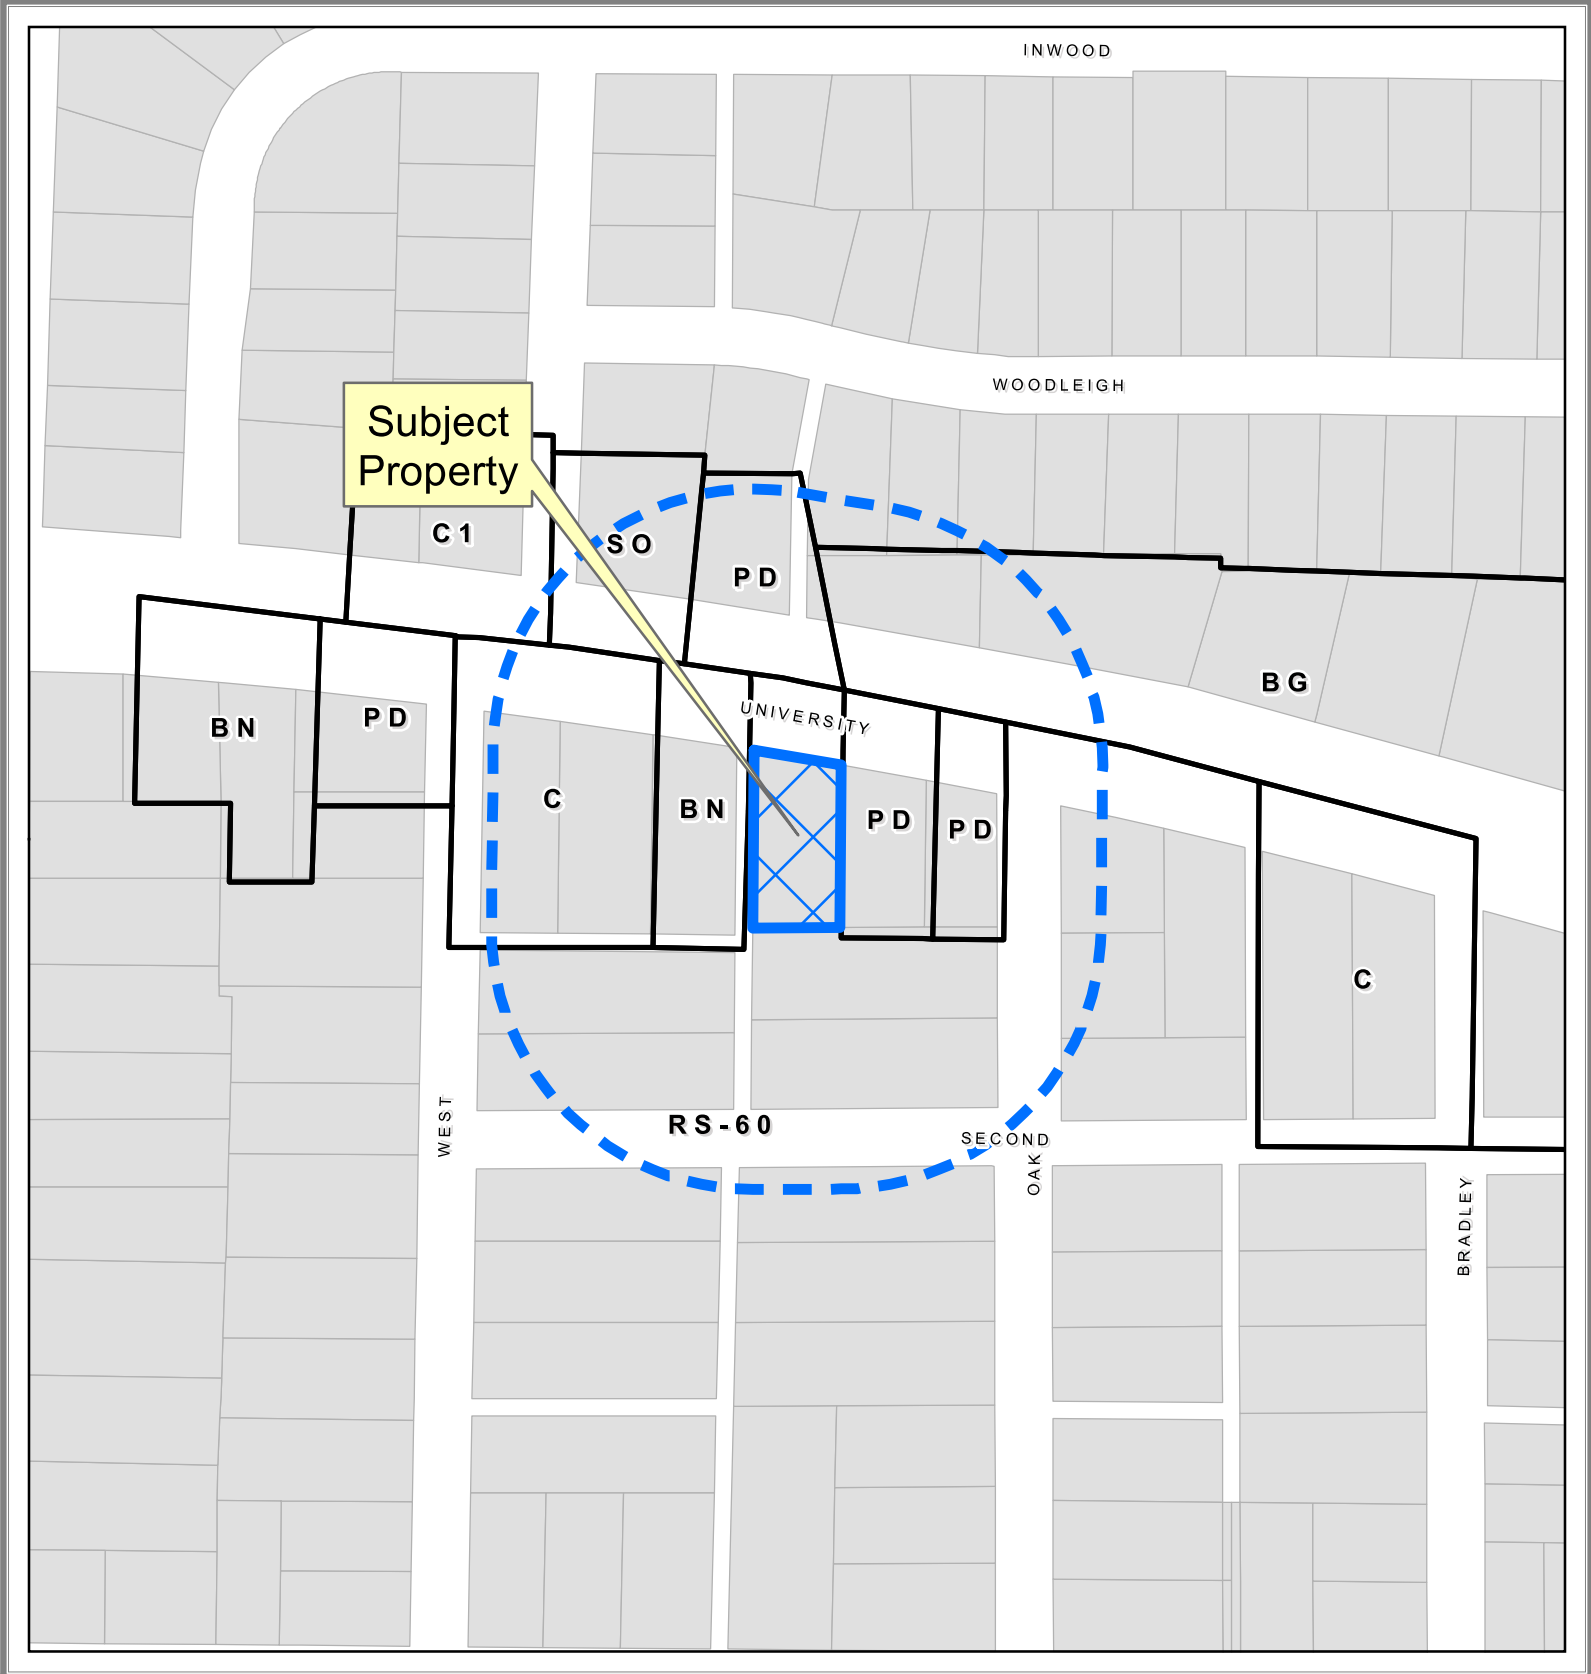 INWOOD
WOODLEIGH
Subject
Property
C1
SO
PD
BG
UNIVERSITY
BN
PD
C
BN
PD
PD
C
WEST
RS-60
SECOND
OAK
BRADLEY